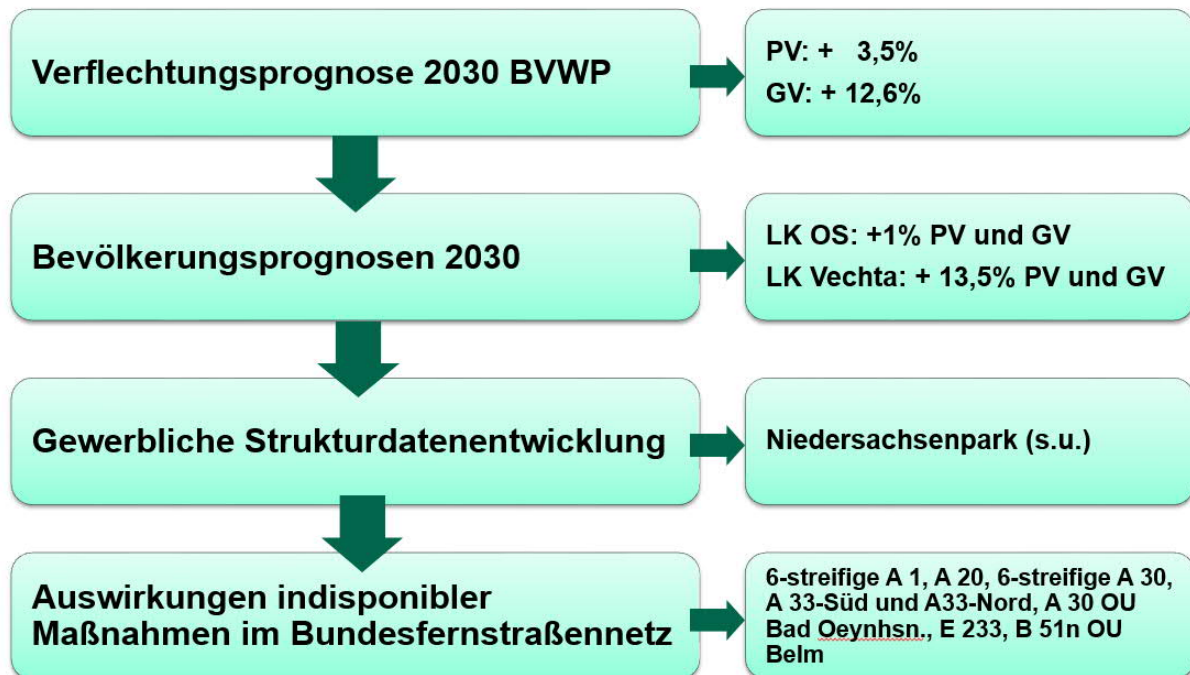 Verflechtungsprognose 2030 BVWP
PV: +   3,5%
GV: + 12,6%
Bevölkerungsprognosen 2030
LK OS: +1% PV und GV
LK Vechta: + 13,5% PV und GV
Gewerbliche Strukturdatenentwicklung
Niedersachsenpark (s.u.)
Auswirkungen indisponibler
Maßnahmen im Bundesfernstraßennetz
6-streifige A 1, A 20, 6-streifige A 30,
A 33-Süd und A33-Nord, A 30 OU
Bad Oeynhsn., E 233, B 51n OU
Belm